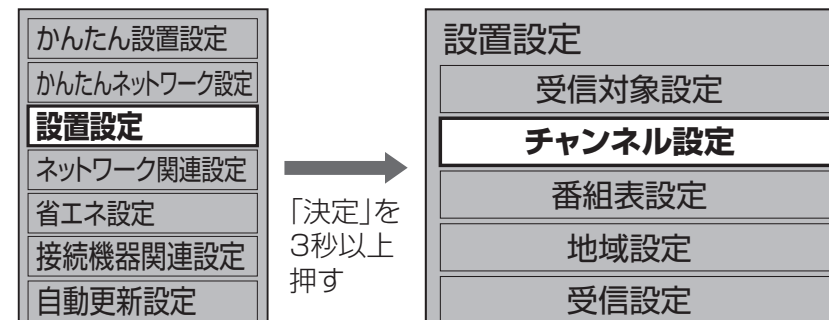 かんたん設置設定
かんたんネットワーク設定
設置設定
ネットワーク関連設定
省エネ設定
接続機器関連設定
自動更新設定
「決定」を
3秒以上
押す
設置設定
受信対象設定
チャンネル設定
番組表設定
地域設定
受信設定